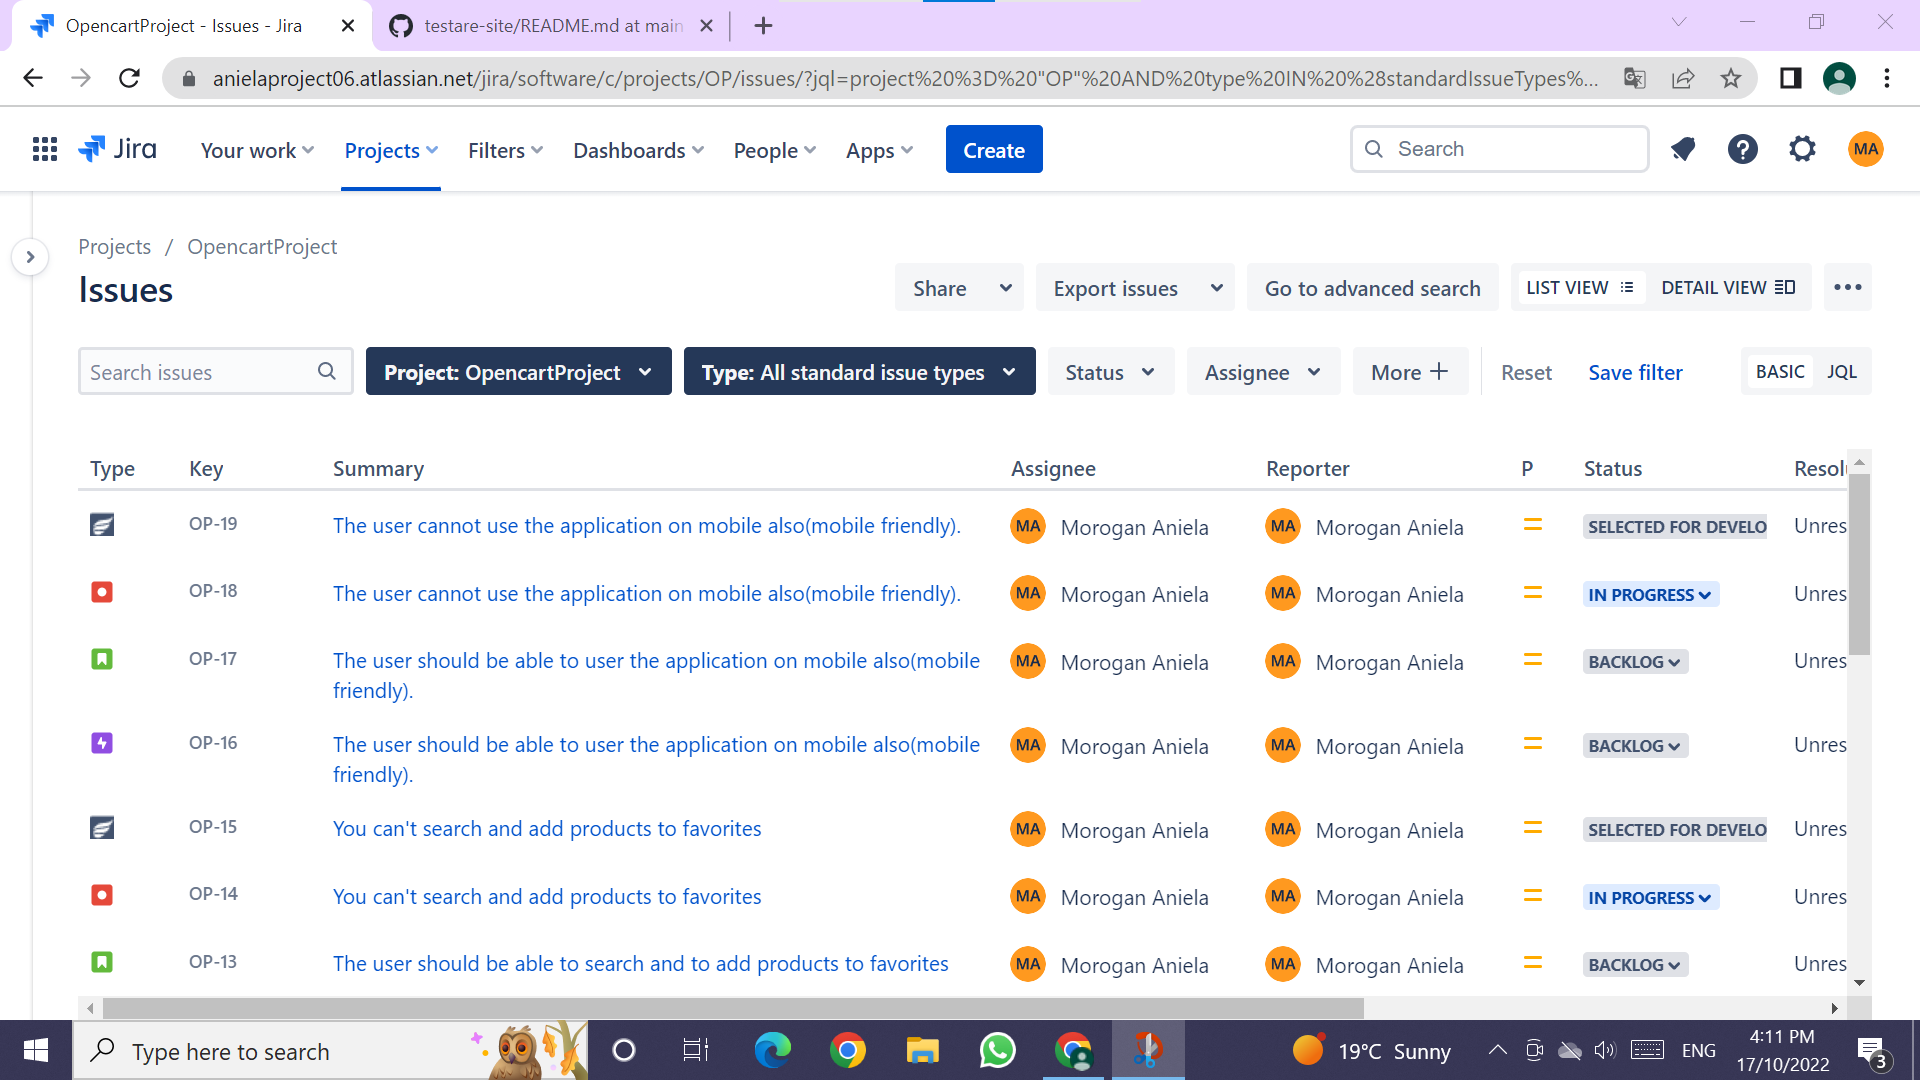 OpencartProject - Issues - Jira
testare-site/README.md at main
anielaproject06.atlassian.net/jira/software/c/projects/OP/issues/?jql=project%20%3D%20"OP"%20AND%20type%20IN%20%28standardIssueTypes%...
Jira Your work Projects Filters Dashboards People Apps Create Search MA
Projects / OpencartProject
Issues
Share Export issues Go to advanced search LIST VIEW DETAIL VIEW
Search issues Project: OpencartProject Type: All standard issue types Status Assignee More Reset Save filter BASIC JQL
Type Key Summary Assignee Reporter P Status Resol
OP-19 The user cannot use the application on mobile also(mobile friendly). MA Morogan Aniela MA Morogan Aniela SELECTED FOR DEVELO Unres
OP-18 The user cannot use the application on mobile also(mobile friendly). MA Morogan Aniela MA Morogan Aniela IN PROGRESS Unres
OP-17 The user should be able to user the application on mobile also(mobile MA Morogan Aniela MA Morogan Aniela BACKLOG Unres
friendly).
OP-16 The user should be able to user the application on mobile also(mobile MA Morogan Aniela MA Morogan Aniela BACKLOG Unres
friendly).
OP-15 You can't search and add products to favorites MA Morogan Aniela MA Morogan Aniela SELECTED FOR DEVELO Unres
OP-14 You can't search and add products to favorites MA Morogan Aniela MA Morogan Aniela IN PROGRESS Unres
OP-13 The user should be able to search and to add products to favorites MA Morogan Aniela MA Morogan Aniela BACKLOG Unres
Type here to search 19°C Sunny ENG 4:11 PM
17/10/2022 3